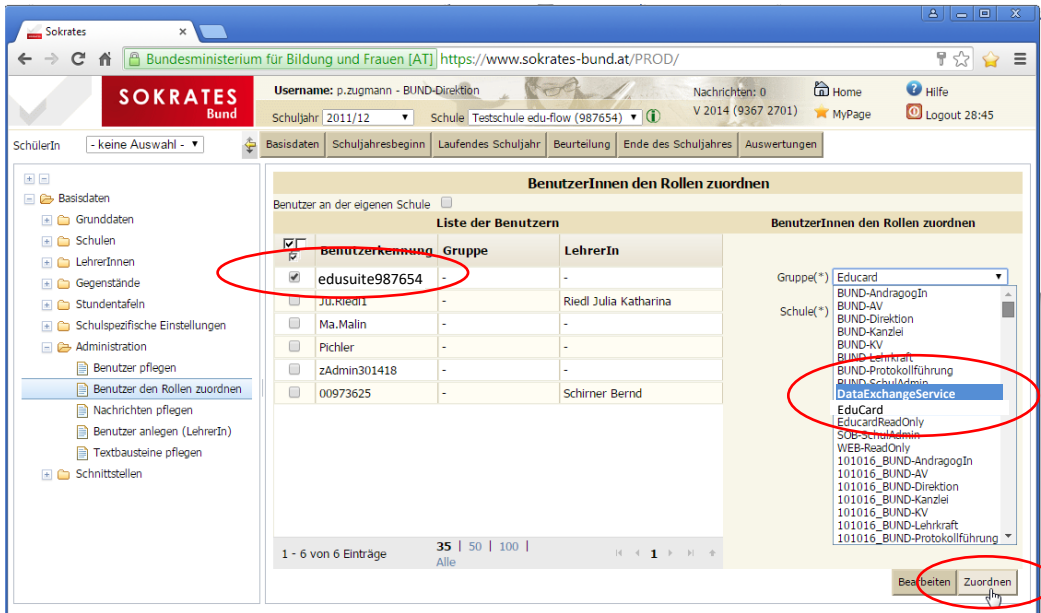 Sokrates
Bundesministerium für Bildung und Frauen [AT] https://www.sokrates-bund.at/PROD/
SOKRATES
Bund
Username: p.zugmann - BUND-Direktion
Nachrichten: 0
Home
Hilfe
Schuljahr 2011/12
Schule Testschule edu-flow (987654)
V 2014 (9367 2701)
MyPage
Logout 28:45
SchülerIn - keine Auswahl -
Basisdaten
Schuljahresbeginn
Laufendes Schuljahr
Beurteilung
Ende des Schuljahres
Auswertungen
Basisdaten
Grunddaten
Schulen
LehrerInnen
Gegenstände
Stundentafeln
Schulspezifische Einstellungen
Administration
Benutzer pflegen
Benutzer den Rollen zuordnen
Nachrichten pflegen
Benutzer anlegen (LehrerIn)
Textbausteine pflegen
Schnittstellen
BenutzerInnen den Rollen zuordnen
Benutzer an der eigenen Schule
Liste der Benutzern
Benutzerkennung Gruppe LehrerIn
edusuite987654 - -
Ju.Riedl1 - Riedl Julia Katharina
Ma.Malin - -
Pichler - -
zAdmin301418 - -
00973625 - Schirner Bernd
1 - 6 von 6 Einträge
35 | 50 | 100 |
Alle
1
BenutzerInnen den Rollen zuordnen
Gruppe(*) Educard
Schule(*)
BUND-AndragogIn
BUND-AV
BUND-Direktion
BUND-Kanzlei
BUND-KV
BUND-Lehrkraft
BUND-Protokollführung
BUND-SchulAdmin
DataExchangeService
EduCard
EducardReadOnly
SOB-SchulAdmin
WEB-ReadOnly
101016_BUND-AndragogIn
101016_BUND-AV
101016_BUND-Direktion
101016_BUND-Kanzlei
101016_BUND-KV
101016_BUND-Lehrkraft
101016_BUND-Protokollführung
Bearbeiten
Zuordnen